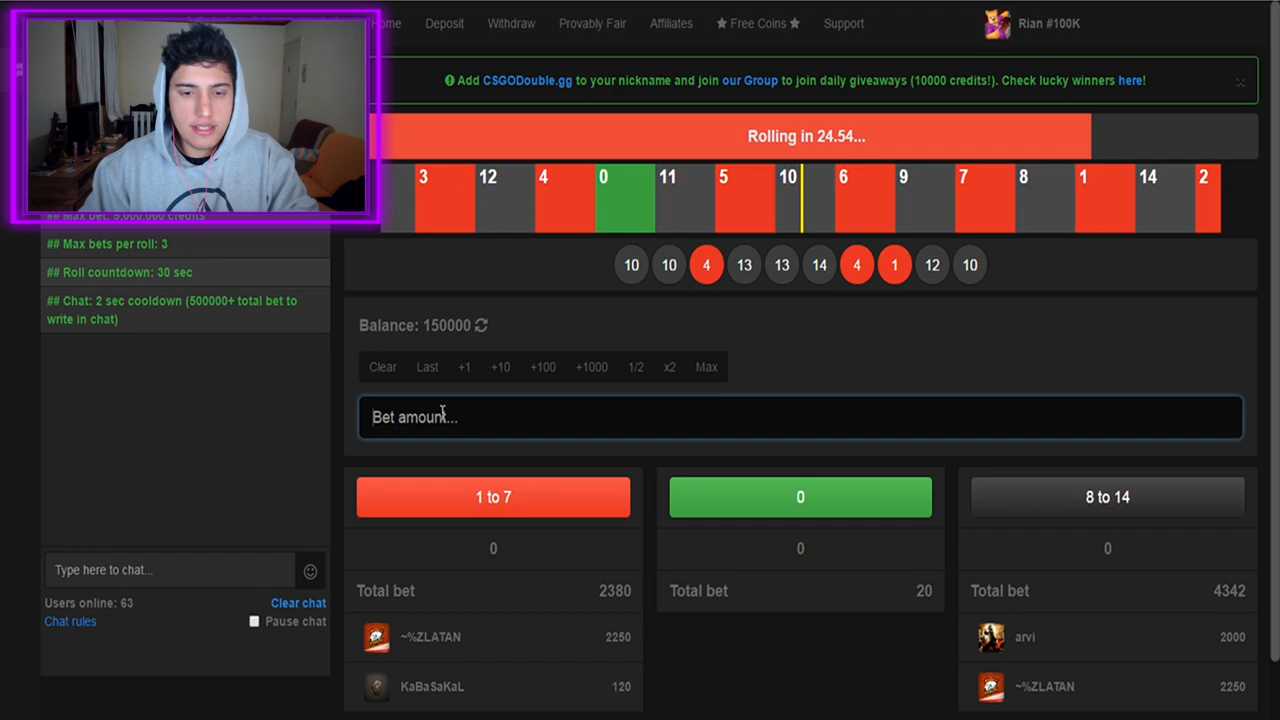 Home Deposit Withdraw Provably Fair Affiliates ★ Free Coins ★ Support Rian #100K
Add CSGODouble.gg to your nickname and join our Group to join daily giveaways (10000 credits!). Check lucky winners here!
Rolling in 24.54...
3 12 4 0 11 5 10 6 9 7 8 1 14 2
## Max bet: 5,000,000 credits
## Max bets per roll: 3
## Roll countdown: 30 sec
## Chat: 2 sec cooldown (500000+ total bet to
write in chat)
10 10 4 13 13 14 4 1 12 10
Balance: 150000
Clear Last +1 +10 +100 +1000 1/2 x2 Max
Bet amount...
1 to 7 0 8 to 14
0 0 0
Total bet 2380 Total bet 20 Total bet 4342
~%ZLATAN 2250 arvi 2000
KaBaSaKaL 120 ~%ZLATAN 2250
Type here to chat...
Users online: 63 Clear chat
Chat rules Pause chat